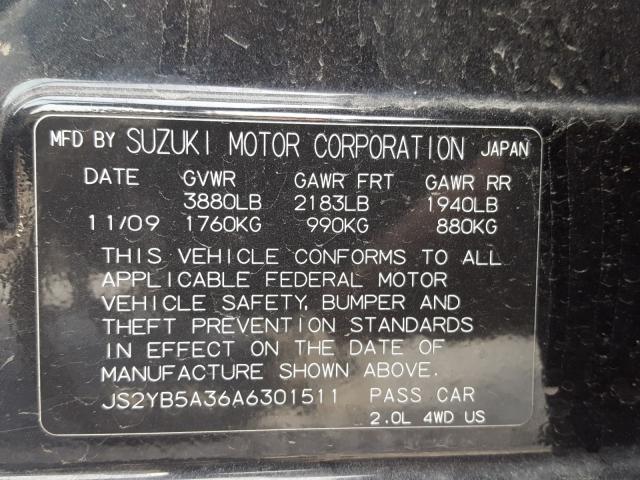 MFD BY SUZUKI MOTOR CORPORATION JAPAN
DATE GVWR GAWR FRT GAWR RR
3880LB 2183LB 1940LB
11/09 1760KG 990KG 880KG
THIS VEHICLE CONFORMS TO ALL
APPLICABLE FEDERAL MOTOR
VEHICLE SAFETY, BUMPER AND
THEFT PREVENTION STANDARDS
IN EFFECT ON THE DATE OF
MANUFACTURE SHOWN ABOVE.
JS2YB5A36A6301511 PASS CAR
2.0L 4WD US